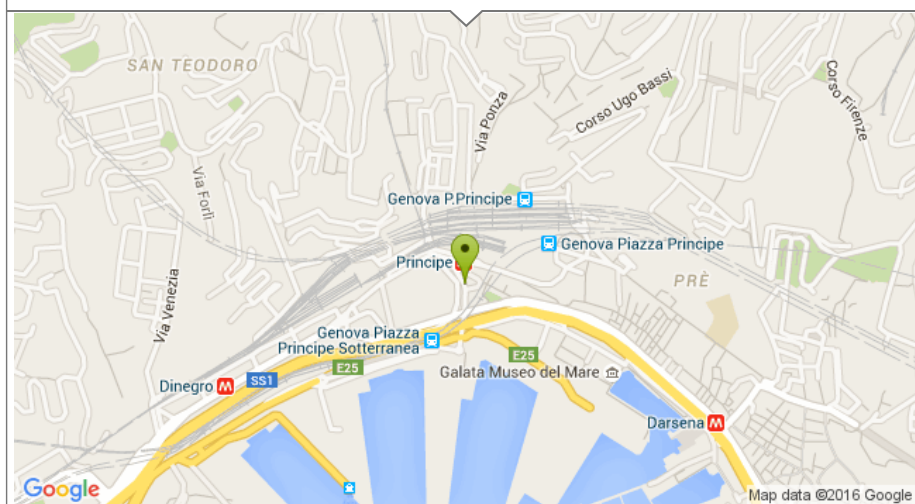 SAN TEODORO
Corso Ugo Bassi
Corso Firenze
Via Ponza
Via Forlì
Genova P.Principe
Genova Piazza Principe
Principe
PRÈ
Via Venezia
Genova Piazza
Principe Sotterranea
E25
E25
SS1
Dinegro M
Galata Museo del Mare
Darsena M
Google
Map data ©2016 Google